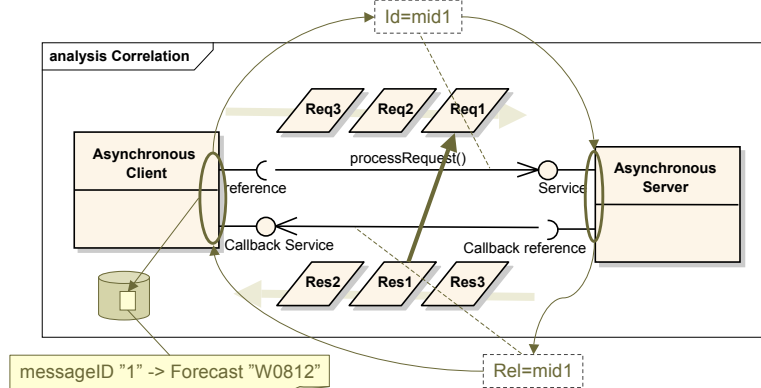 Id=mid1
analysis Correlation
Req3 Req2 Req1
Asynchronous
Client
processRequest()
Asynchronous
Server
reference
Service
Callback Service
Callback reference
Res2 Res1 Res3
messageID ”1” -> Forecast ”W0812”
Rel=mid1